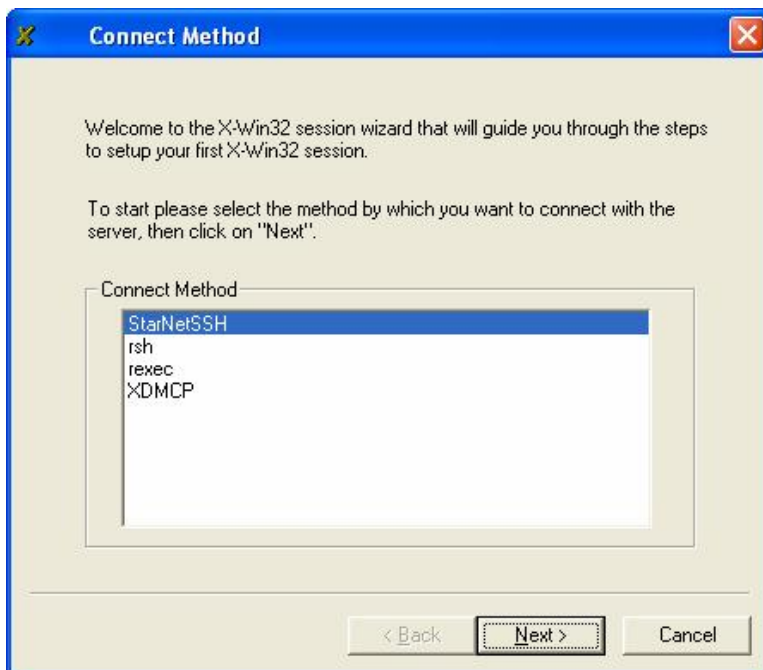 Connect Method
Welcome to the X-Win32 session wizard that will guide you through the steps
to setup your first X-Win32 session.
To start please select the method by which you want to connect with the
server, then click on "Next".
Connect Method
StarNetSSH
rsh
rexec
XDMCP
< Back Next > Cancel